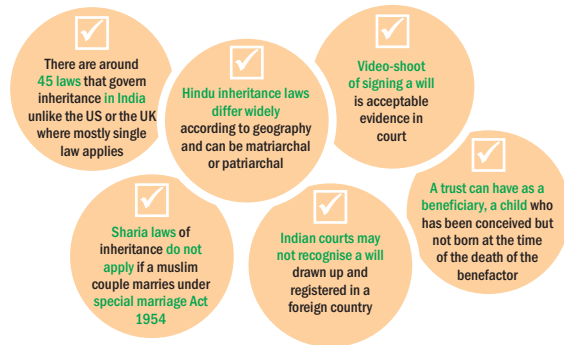 There are around
45 laws that govern
inheritance in India
unlike the US or the UK
where mostly single
law applies
Hindu inheritance laws
differ widely
according to geography
and can be matriarchal
or patriarchal
Video-shoot
of signing a will
is acceptable
evidence in
court
Sharia laws of
inheritance do not
apply if a muslim
couple marries under
special marriage Act
1954
Indian courts may
not recognise a will
drawn up and
registered in a
foreign country
A trust can have as a
beneficiary, a child who
has been conceived but
not born at the time
of the death of the
benefactor